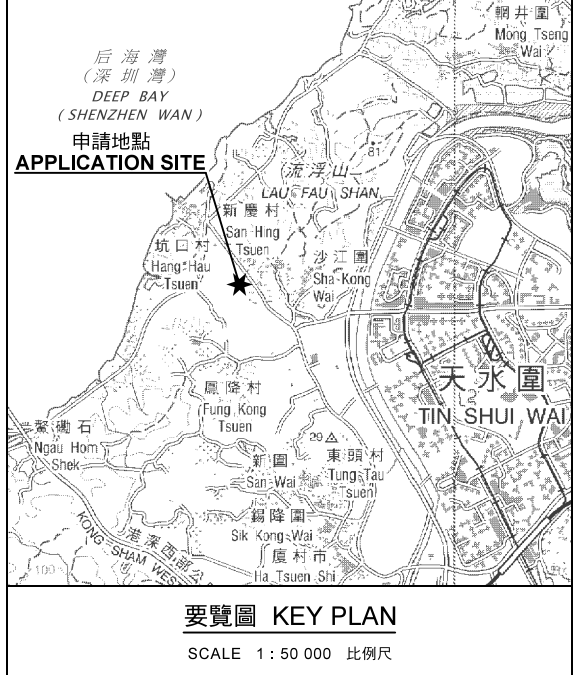 網井圍
Mong Tseng
Wai
后海灣
(深圳灣)
DEEP BAY
(SHENZHEN WAN)
申請地點
APPLICATION SITE
81
流浮山
LAU FAU SHAN
新慶村
San Hing
Tsuen
坑口村
Hang Hau
Tsuen
沙江圍
Sha Kong
Wai
天水圍
TIN SHUI WAI
鳳降村
Fung Kong
Tsuen
鰲磡石
Ngau Hom
Shek
29
東頭村
Tung Tau
Tsuen
新圍
San Wai
錫降圍
Sik Kong Wai
廈村市
Ha Tsuen Shi
港深西部公
KONG SHAM WEST
100
要覽圖 KEY PLAN
SCALE 1 : 50 000 比例尺